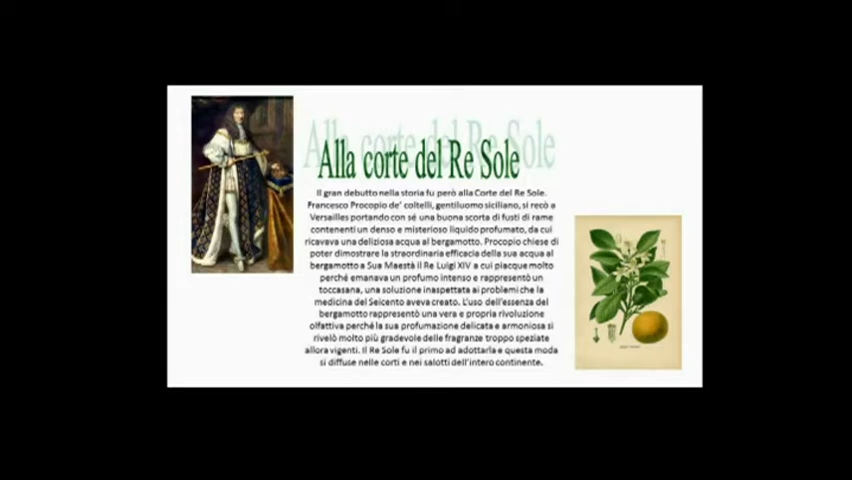 Alla corte del Re Sole
Il gran debutto nella storia fu però alla Corte del Re Sole.
Francesco Procopio de' coltelli, gentiluomo siciliano, si recò a
Versailles portando con sé una buona scorta di fusti di rame
contenenti un denso e misterioso liquido profumato, da cui
ricavava una deliziosa acqua al bergamotto. Procopio chiese di
poter dimostrare la straordinaria efficacia della sua acqua al
bergamotto a Sua Maestà il Re Luigi XIV a cui piacque molto
perché emanava un profumo intenso e rappresentò un
toccasana, una soluzione inaspettata ai problemi che la
medicina del Seicento aveva creato. L'uso dell'essenza del
bergamotto rappresentò una vera e propria rivoluzione
olfattiva perché la sua profumazione delicata e armoniosa si
rivelò molto più gradevole delle fragranze troppo speziate
allora vigenti. Il Re Sole fu il primo ad adottarla e questa moda
si diffuse nelle corti e nei salotti dell'intero continente.